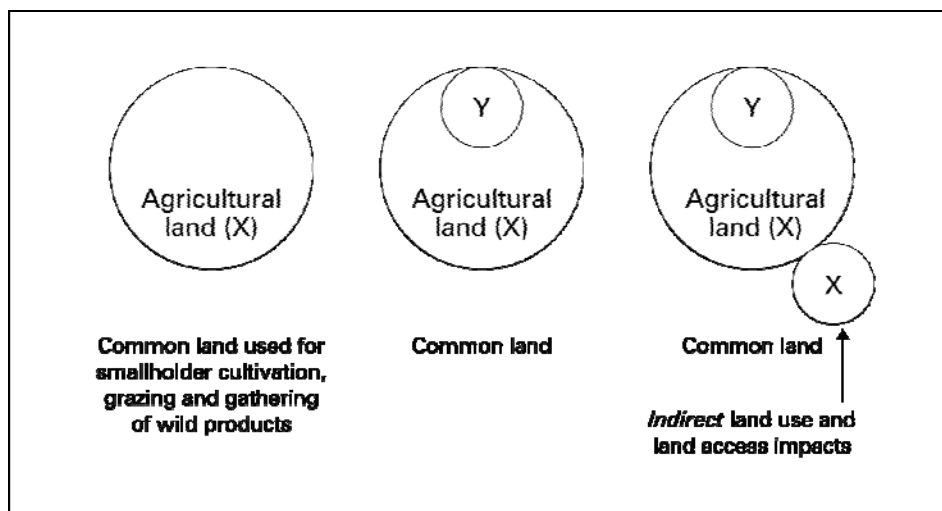 Agricultural
land (X)
Common land used for
smallholder cultivation,
grazing and gathering
of wild products
Y
Agricultural
land (X)
Common land
Y
Agricultural
land (X)
X
Common land
Indirect land use and
land access impacts